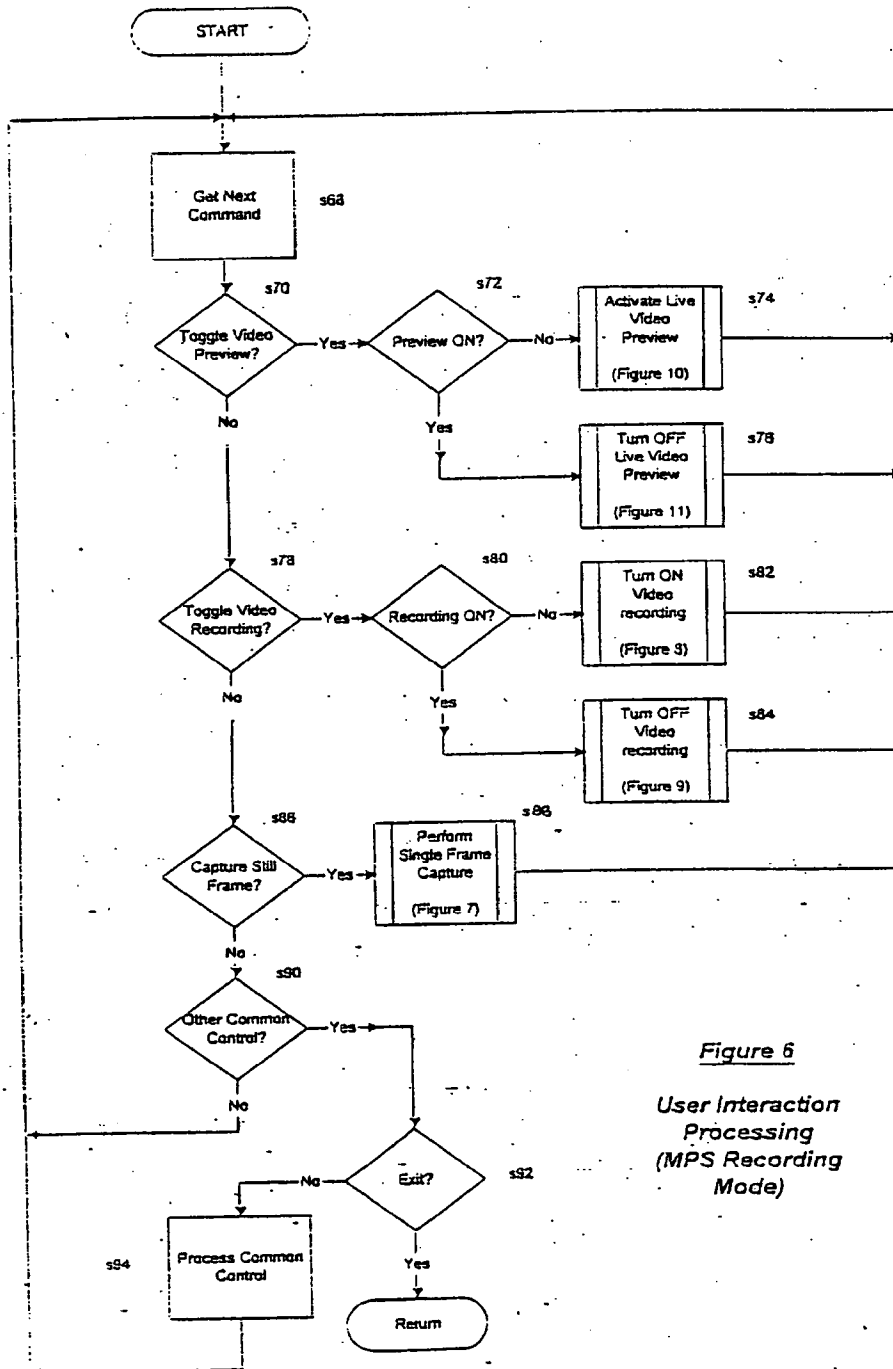 START
Get Next
Command
s68
s70
Toggle Video
Preview?
Yes
s72
Preview ON?
No
Activate Live
Video
Preview
(Figure 10)
s74
No
Yes
Turn OFF
Live Video
Preview
(Figure 11)
s76
s78
Toggle Video
Recording?
Yes
s80
Recording ON?
No
Turn ON
Video
recording
(Figure 8)
s82
No
Yes
Turn OFF
Video
recording
(Figure 9)
s84
s86
Capture Still
Frame?
Yes
s86
Perform
Single Frame
Capture
(Figure 7)
No
s90
Other Common
Control?
Yes
No
Exit?
s92
No
Yes
s94
Process Common
Control
Return
Figure 6
User Interaction
Processing
(MPS Recording
Mode)